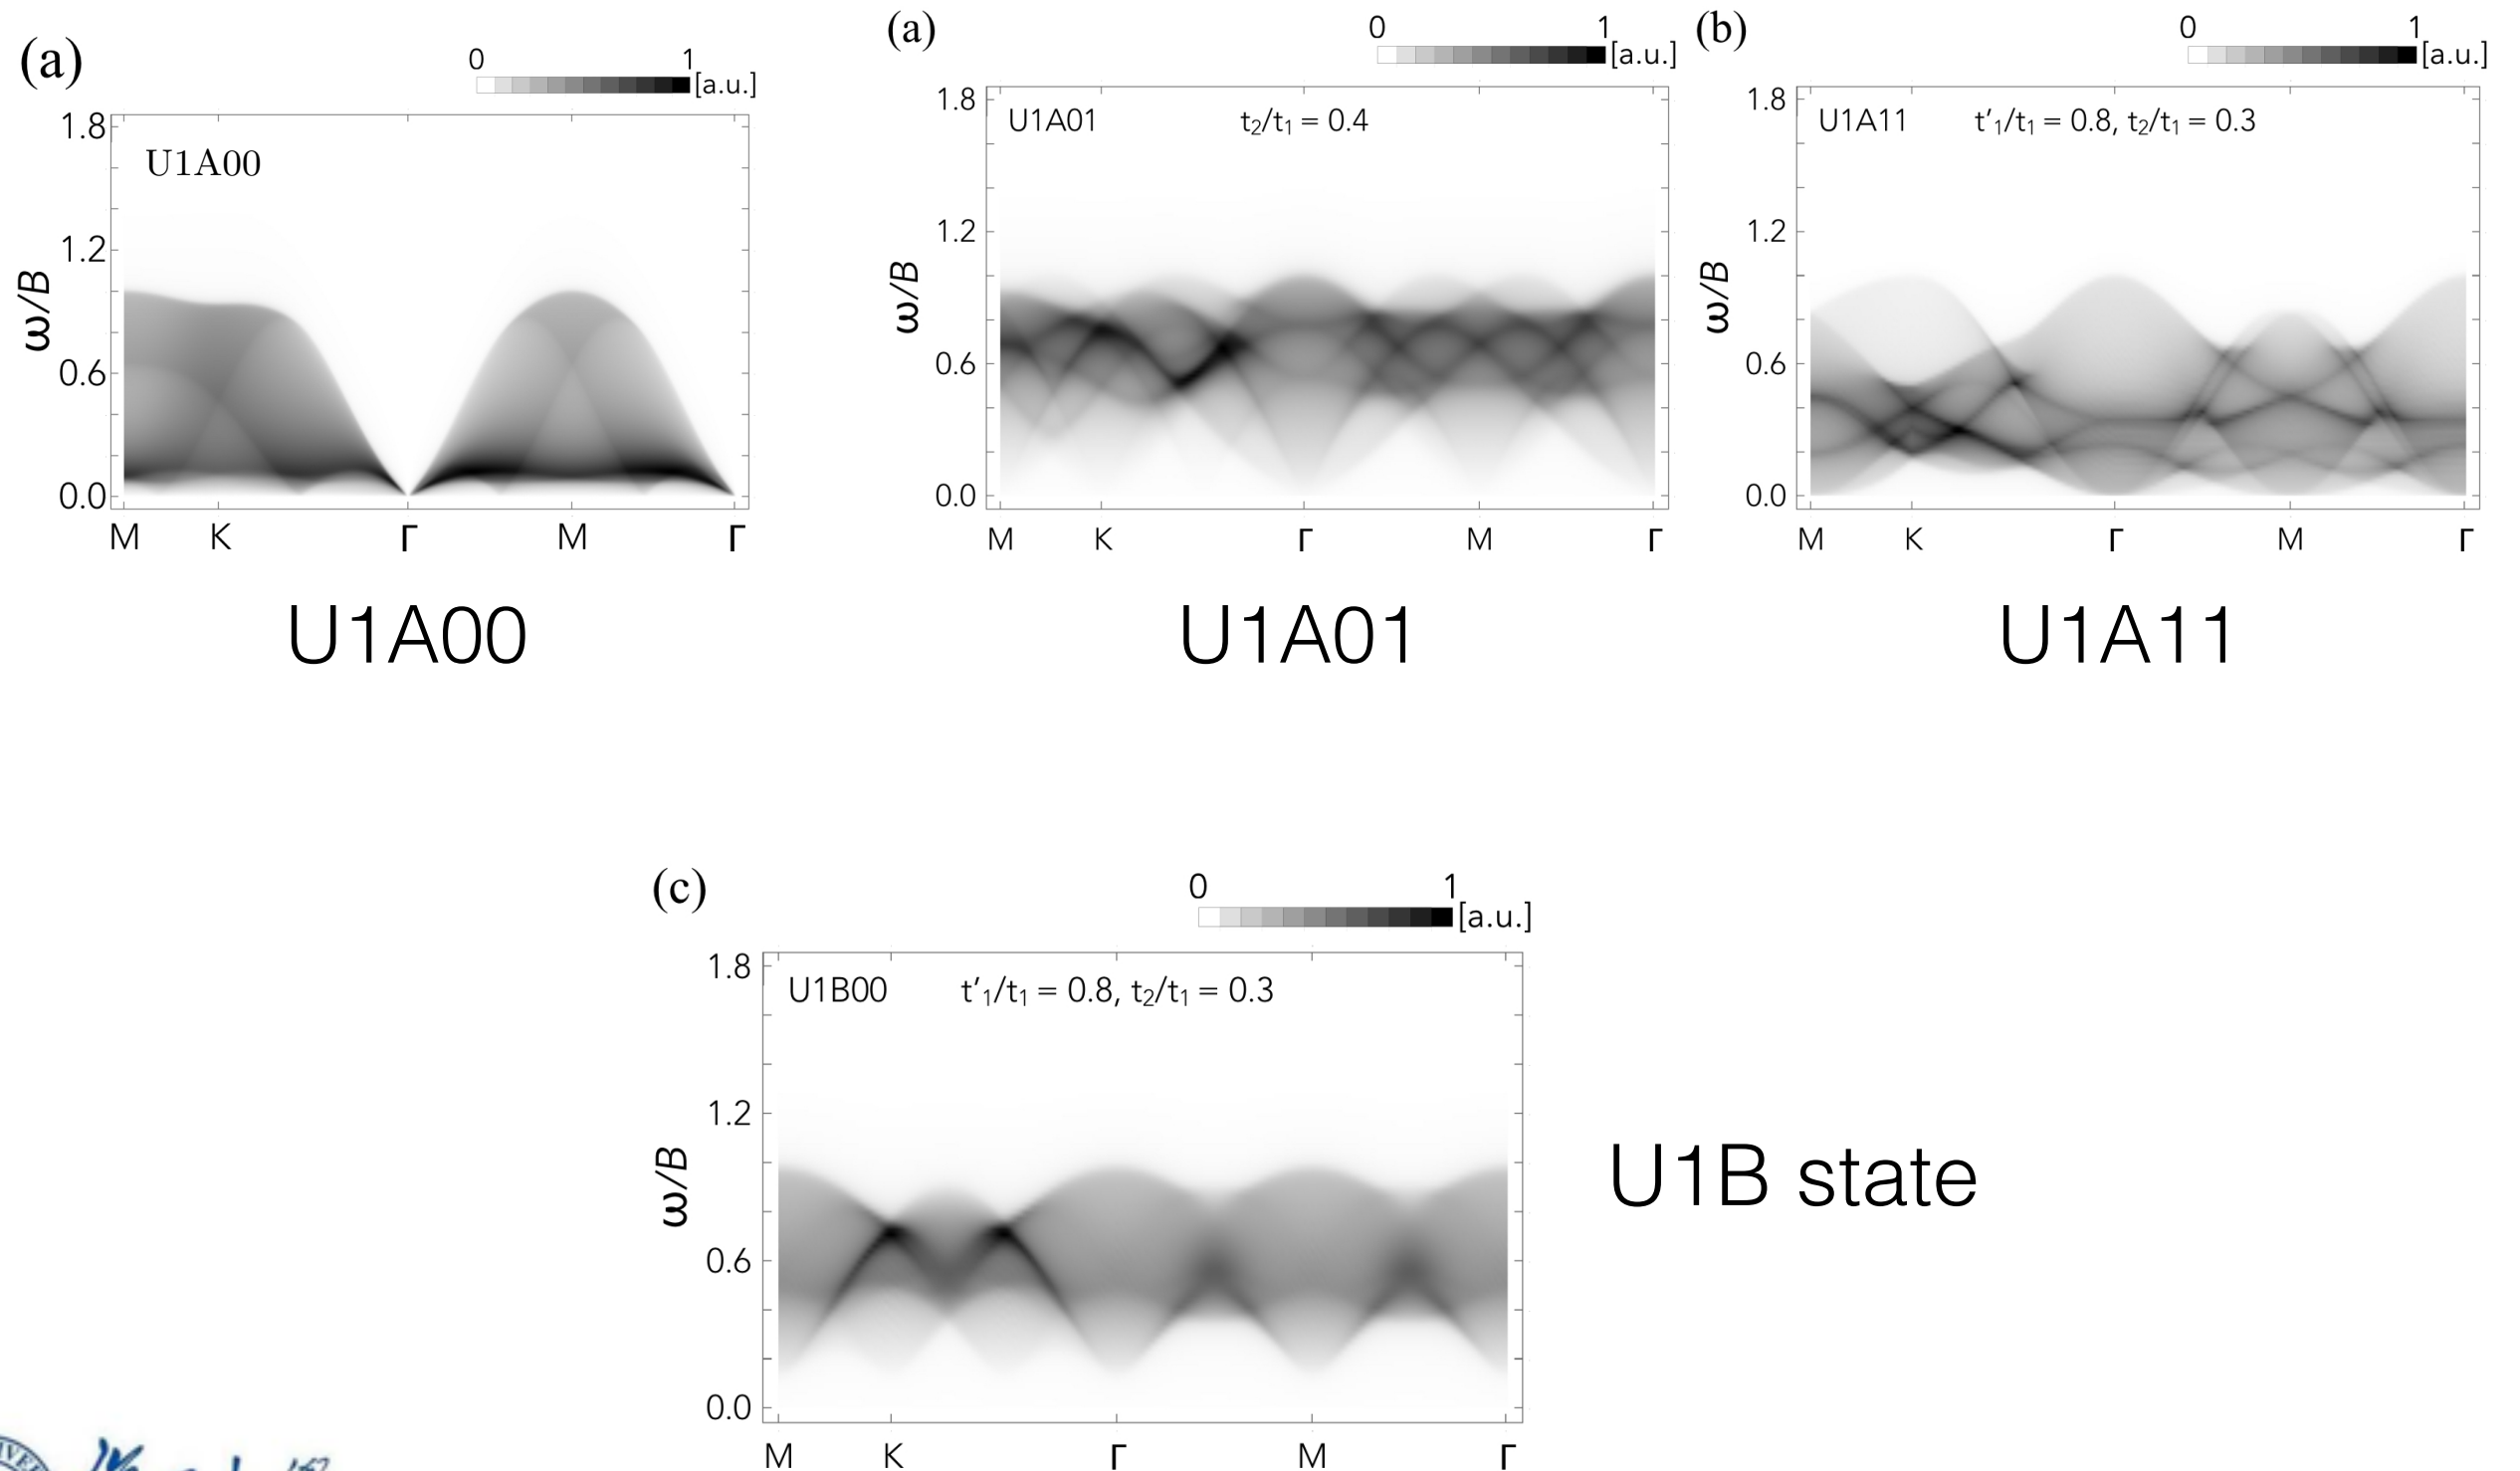 (a)
0 1
[a.u.]
1.8
1.2
0.6
0.0
ω/B
U1A00
M K Γ M Γ
U1A00
(a)
0 1
[a.u.]
1.8
1.2
0.6
0.0
ω/B
U1A01 t₂/t₁ = 0.4
M K Γ M Γ
U1A01
(b)
0 1
[a.u.]
1.8
1.2
0.6
0.0
ω/B
U1A11 t′₁/t₁ = 0.8, t₂/t₁ = 0.3
M K Γ M Γ
U1A11
(c)
0 1
[a.u.]
1.8
1.2
0.6
0.0
ω/B
U1B00 t′₁/t₁ = 0.8, t₂/t₁ = 0.3
M K Γ M Γ
U1B state